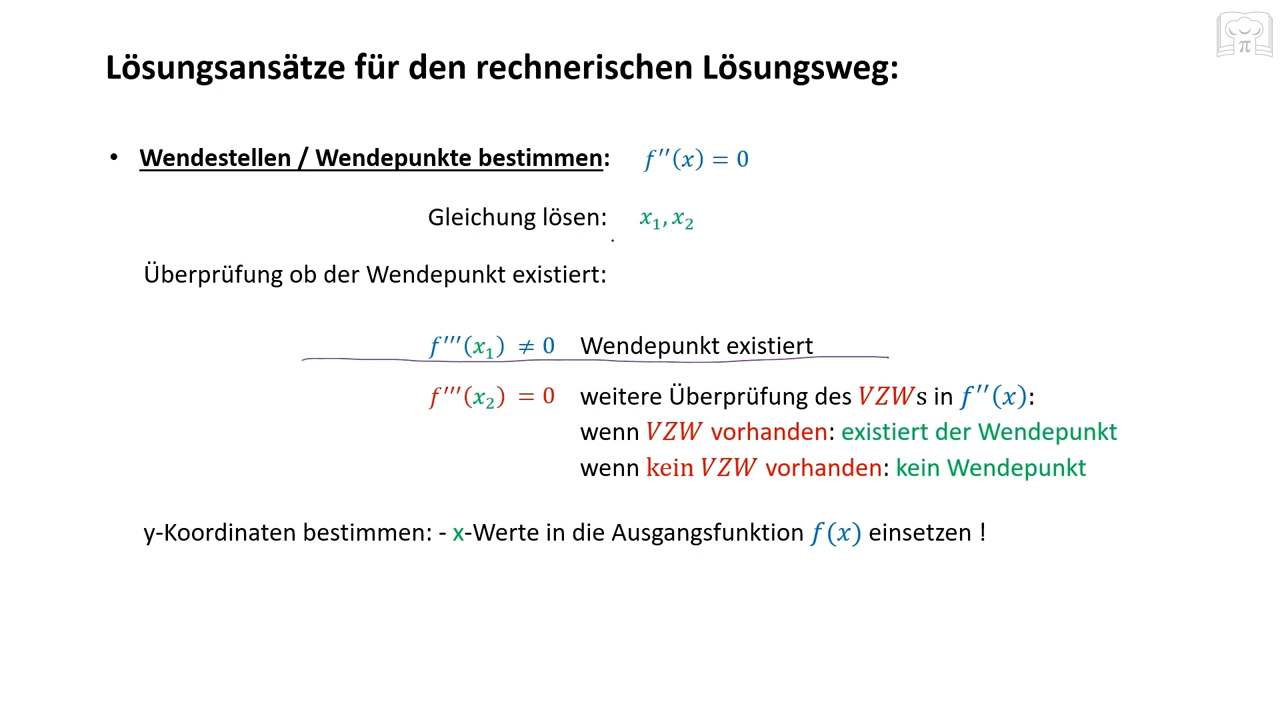 Lösungsansätze für den rechnerischen Lösungsweg:
• Wendestellen / Wendepunkte bestimmen: f''(x) = 0
Gleichung lösen: x₁, x₂
Überprüfung ob der Wendepunkt existiert:
f'''(x₁) ≠ 0 Wendepunkt existiert
f'''(x₂) = 0 weitere Überprüfung des VZWs in f''(x):
wenn VZW vorhanden: existiert der Wendepunkt
wenn kein VZW vorhanden: kein Wendepunkt
y-Koordinaten bestimmen: - x-Werte in die Ausgangsfunktion f(x) einsetzen !
π